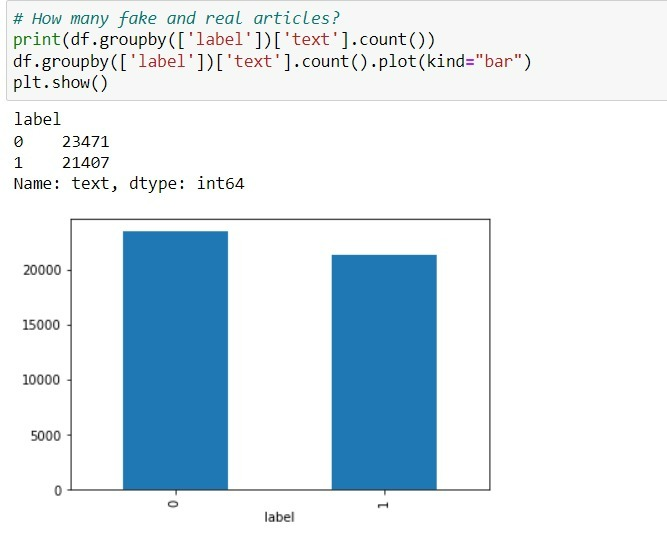 # How many fake and real articles?
print(df.groupby(['label'])['text'].count())
df.groupby(['label'])['text'].count().plot(kind="bar")
plt.show()
label
0    23471
1    21407
Name: text, dtype: int64
20000
15000
10000
5000
0
0
1
label